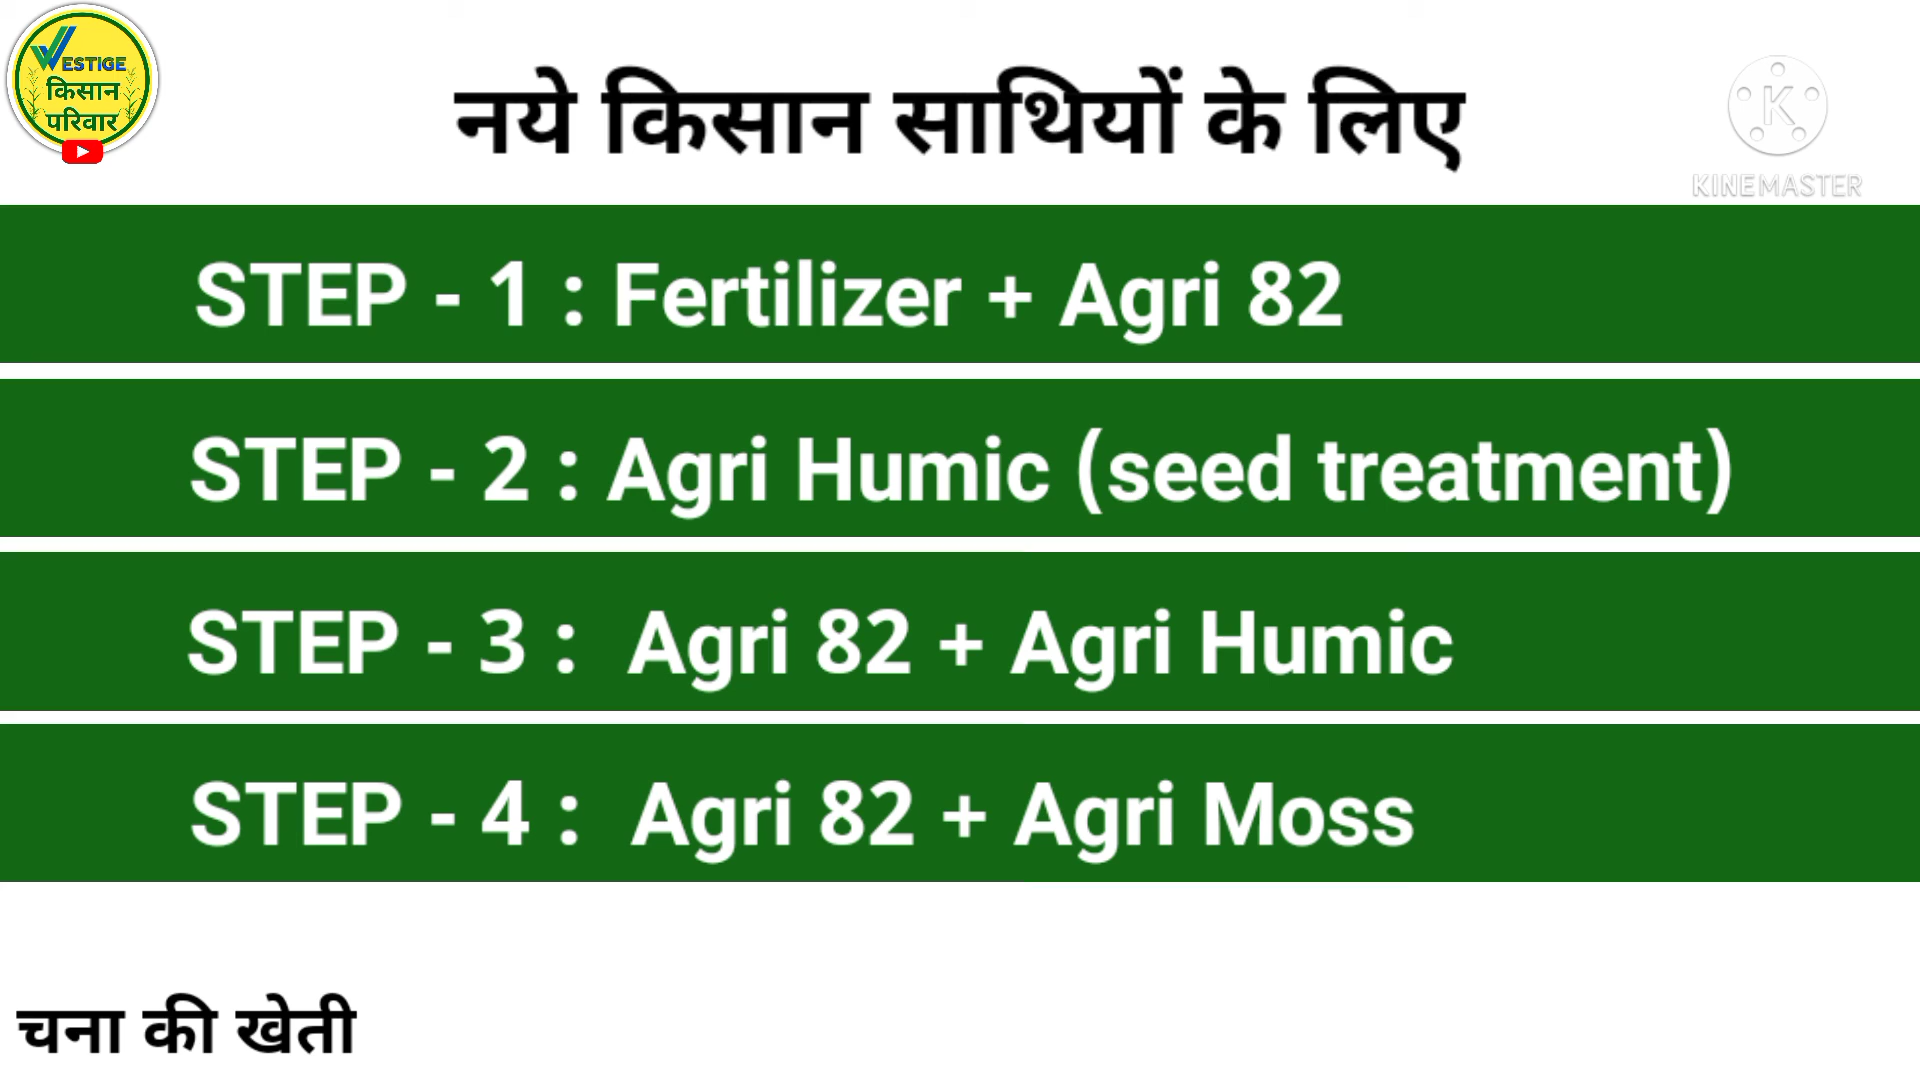 VESTIGE
किसान
परिवार
नये किसान साथियों के लिए
K
KINEMASTER
STEP - 1 : Fertilizer + Agri 82
STEP - 2 : Agri Humic (seed treatment)
STEP - 3 : Agri 82 + Agri Humic
STEP - 4 : Agri 82 + Agri Moss
चना की खेती